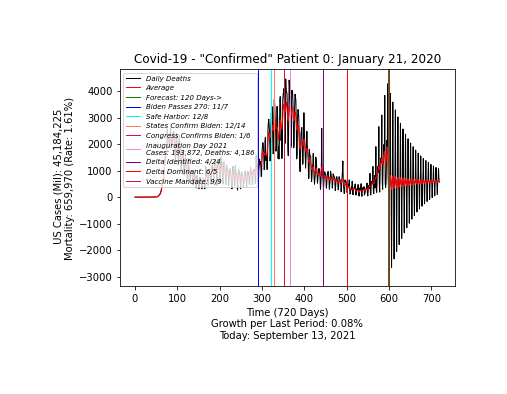 Covid-19 - "Confirmed" Patient 0: January 21, 2020
US Cases (Mil): 45,184,225
Mortality: 659,970 (Rate: 1.61%)
4000
3000
2000
1000
0
−1000
−2000
−3000
Daily Deaths
Average
Forecast: 120 Days->
Biden Passes 270: 11/7
Safe Harbor: 12/8
States Confirm Biden: 12/14
Congress Confirms Biden: 1/6
Inauguration Day 2021
Cases: 193,872, Deaths: 4,186
Delta Identified: 4/24
Delta Dominant: 6/5
Vaccine Mandate: 9/9
0 100 200 300 400 500 600 700
Time (720 Days)
Growth per Last Period: 0.08%
Today: September 13, 2021